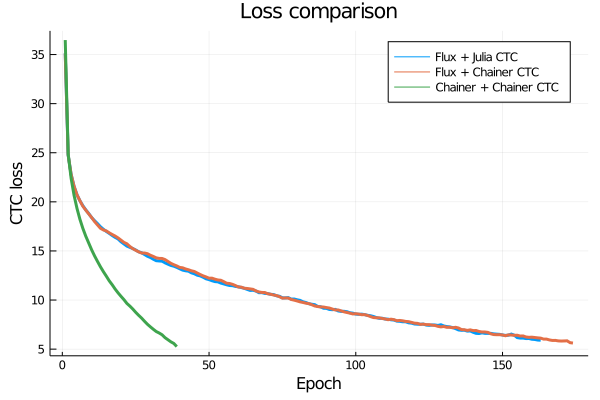 Loss comparison
Flux + Julia CTC
Flux + Chainer CTC
Chainer + Chainer CTC
CTC loss
35
30
25
20
15
10
5
0
50
100
150
Epoch